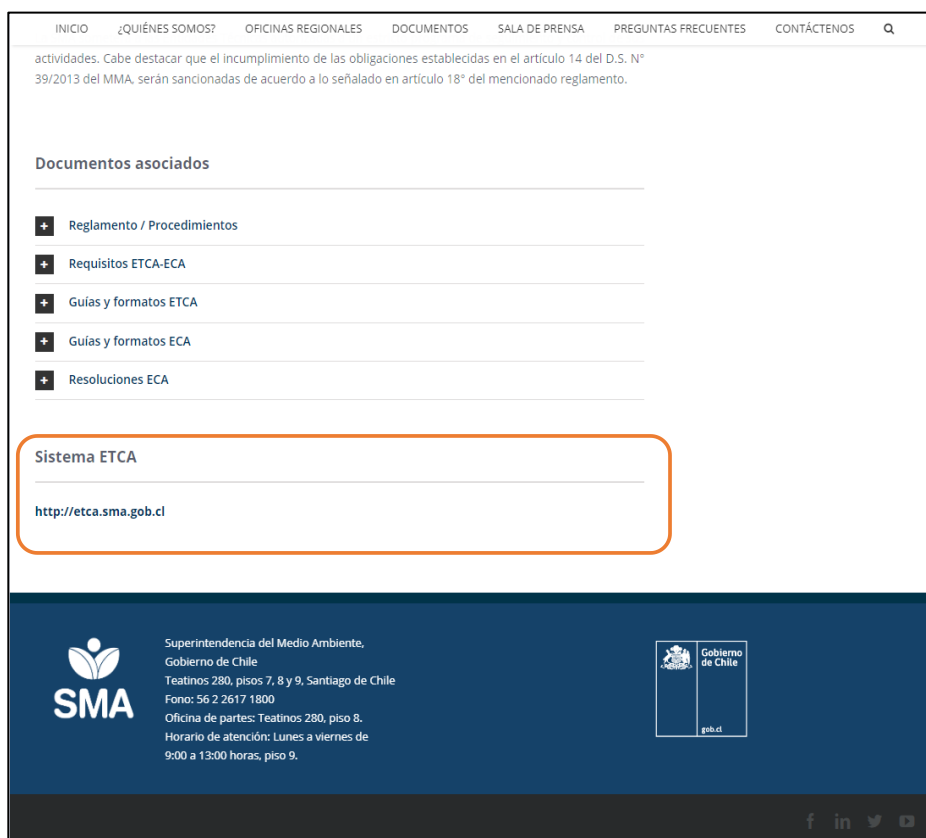 INICIO ¿QUIÉNES SOMOS? OFICINAS REGIONALES DOCUMENTOS SALA DE PRENSA PREGUNTAS FRECUENTES CONTÁCTENOS
actividades. Cabe destacar que el incumplimiento de las obligaciones establecidas en el artículo 14 del D.S. N°
39/2013 del MMA, serán sancionadas de acuerdo a lo señalado en artículo 18° del mencionado reglamento.
Documentos asociados
+ Reglamento / Procedimientos
+ Requisitos ETCA-ECA
+ Guías y formatos ETCA
+ Guías y formatos ECA
+ Resoluciones ECA
Sistema ETCA
http://etca.sma.gob.cl
SMA
Superintendencia del Medio Ambiente,
Gobierno de Chile
Teatinos 280, pisos 7, 8 y 9, Santiago de Chile
Fono: 56 2 2617 1800
Oficina de partes: Teatinos 280, piso 8.
Horario de atención: Lunes a viernes de
9:00 a 13:00 horas, piso 9.
Gobierno
de Chile
gob.cl